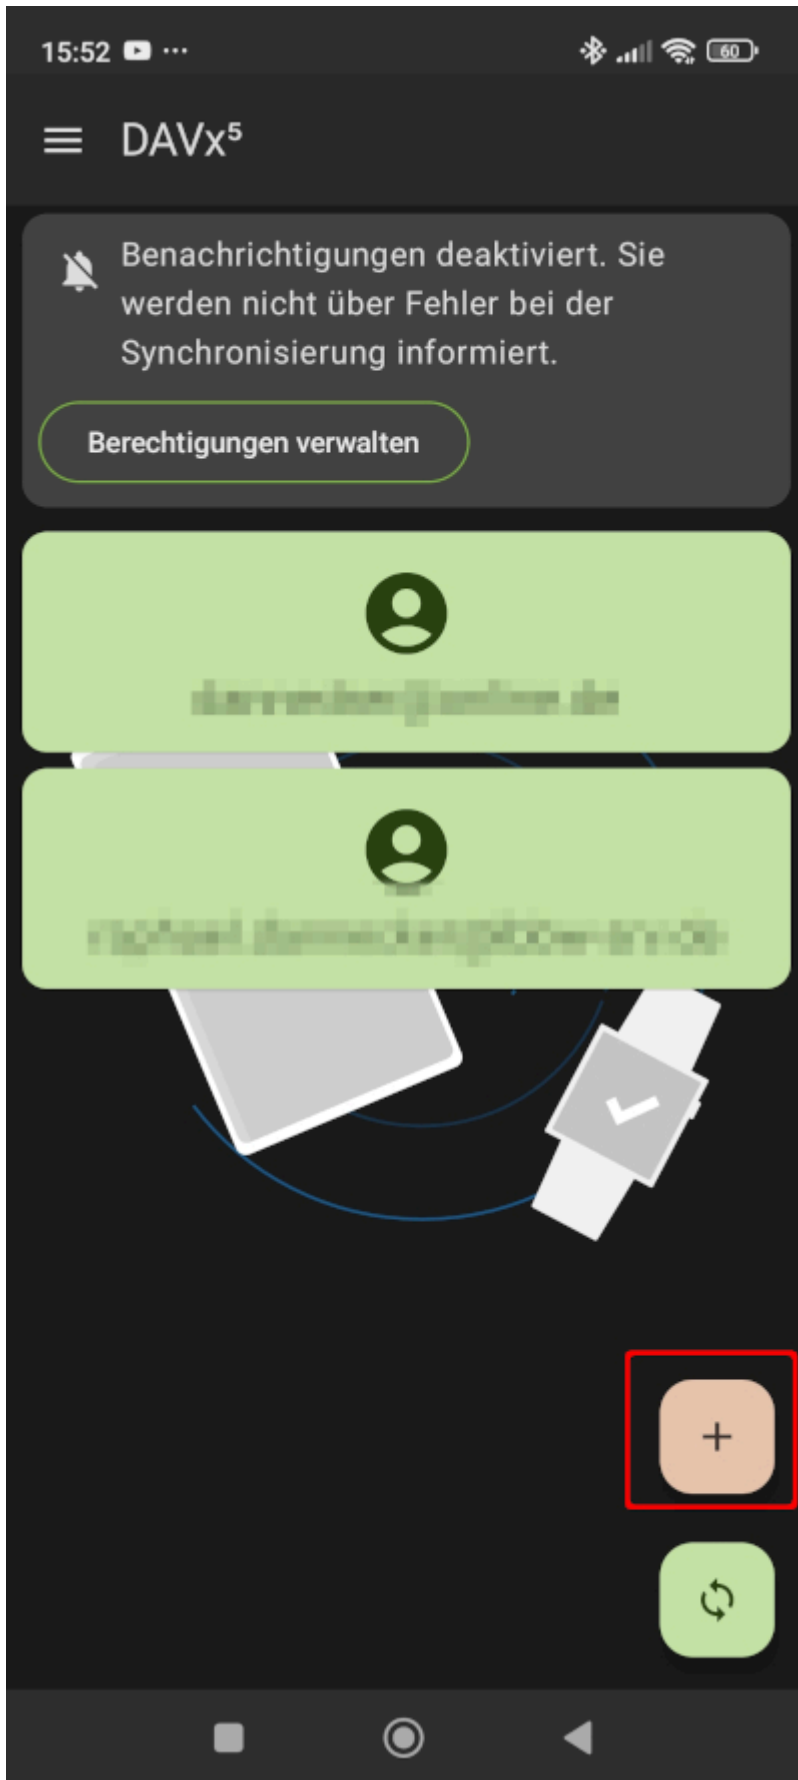 15:52
60
DAVx⁵
Benachrichtigungen deaktiviert. Sie
werden nicht über Fehler bei der
Synchronisierung informiert.
Berechtigungen verwalten